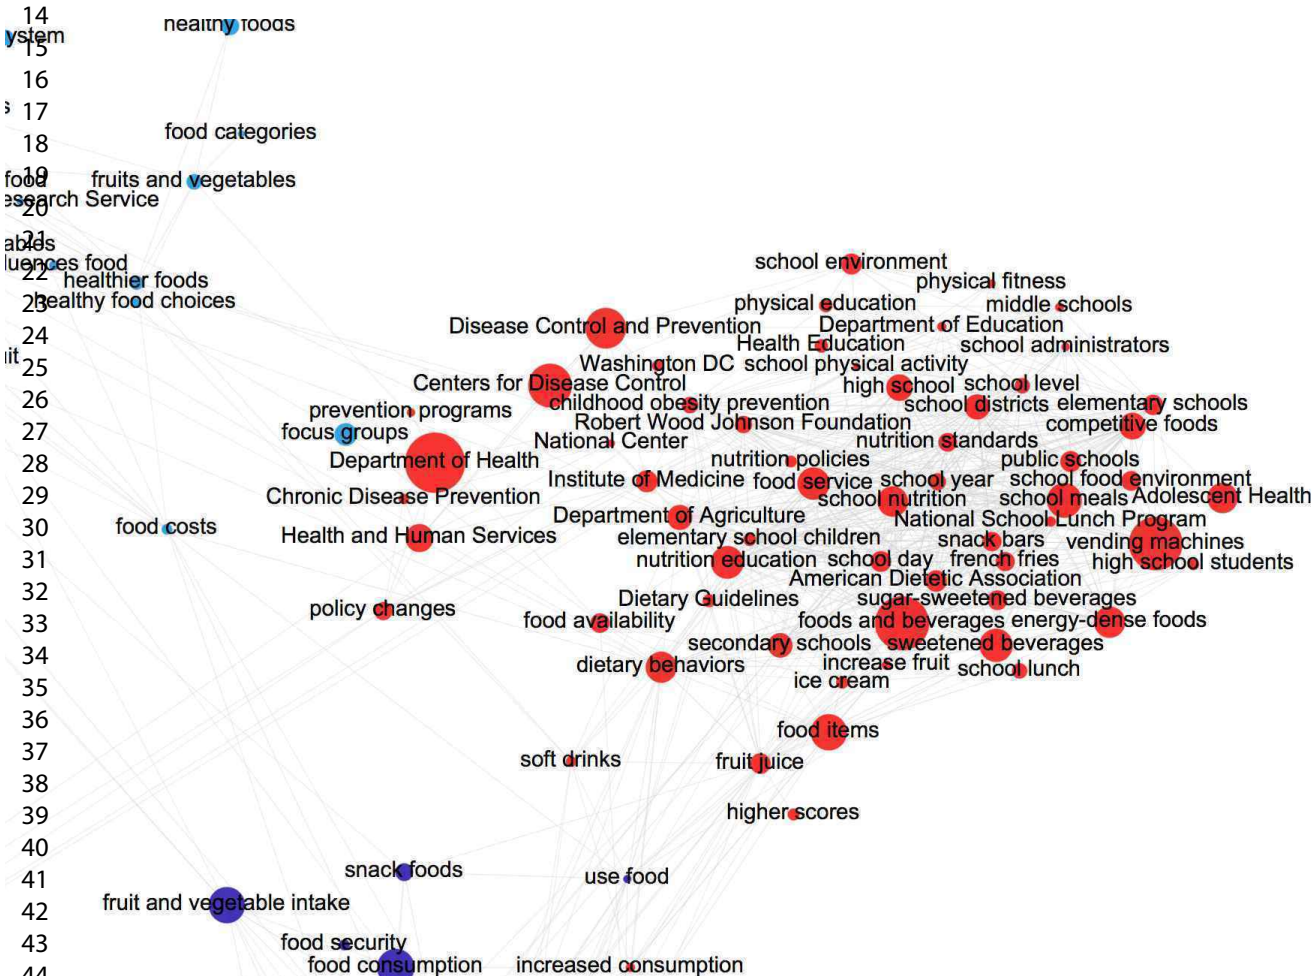 14
healthy foods
ystem
15
16
s
17
food categories
18
19
food
fruits and vegetables
esearch Service
20
21
ables
luences food
22
healthier foods
23
healthy food choices
school environment
physical fitness
physical education
middle schools
24
Disease Control and Prevention
Department of Education
Health Education
school administrators
25
iit
Washington DC
school physical activity
Centers for Disease Control
high school
school level
26
childhood obesity prevention
school districts
elementary schools
prevention programs
Robert Wood Johnson Foundation
competitive foods
27
focus groups
National Center
nutrition standards
28
Department of Health
nutrition policies
public schools
Institute of Medicine
food service
school year
school food environment
29
Chronic Disease Prevention
school nutrition
school meals
Adolescent Health
30
food costs
Department of Agriculture
National School Lunch Program
Health and Human Services
elementary school children
snack bars
vending machines
31
nutrition education
school day
french fries
high school students
American Dietetic Association
32
Dietary Guidelines
sugar-sweetened beverages
policy changes
33
food availability
foods and beverages
energy-dense foods
secondary schools
sweetened beverages
34
dietary behaviors
increase fruit
school lunch
35
ice cream
36
food items
37
soft drinks
fruit juice
38
39
higher scores
40
snack foods
41
use food
42
fruit and vegetable intake
43
food security
food consumption
increased consumption
44